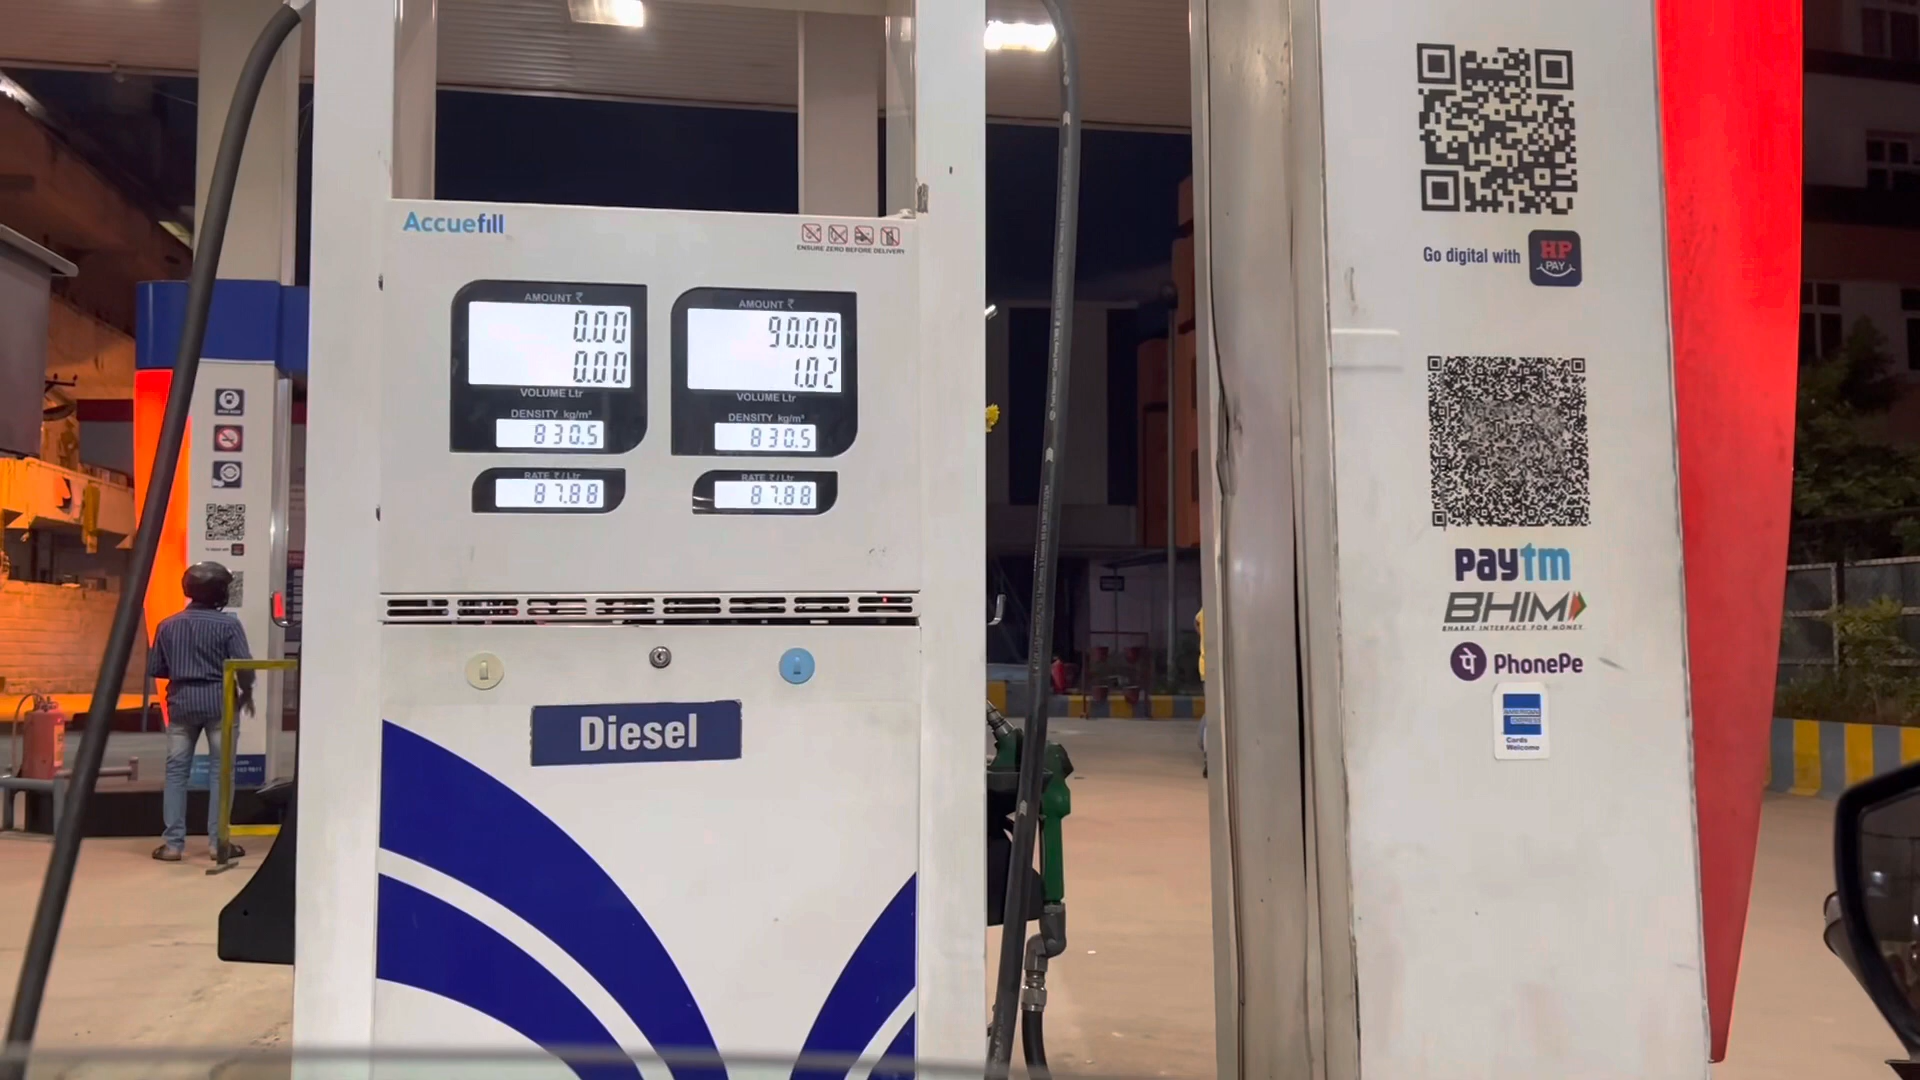 Accuefill
ENSURE ZERO BEFORE DELIVERY
AMOUNT ₹
0.00
0.00
VOLUME Ltr
DENSITY kg/m³
830.5
RATE ₹ / Ltr
87.88
AMOUNT ₹
90.00
1.02
VOLUME Ltr
DENSITY kg/m³
830.5
RATE ₹ / Ltr
87.88
Diesel
Go digital with
HP
PAY
paytm
BHIM
BHARAT INTERFACE FOR MONEY
पे PhonePe
AMERICAN
EXPRESS
Cards
Welcome